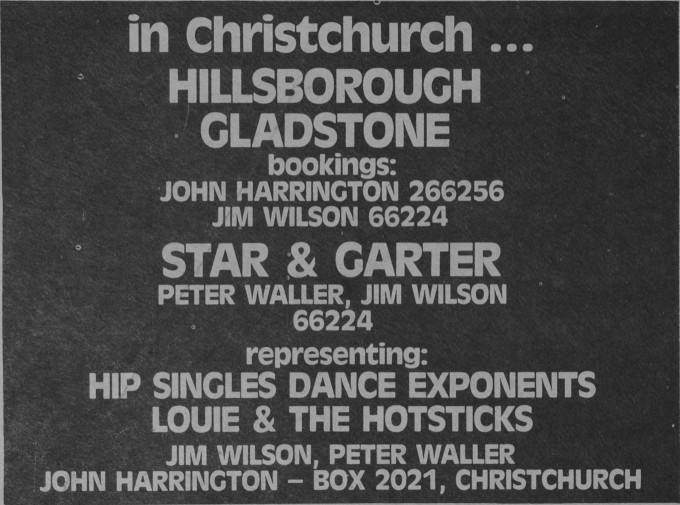 in Christchurch ...
HILLSBOROUGH
GLADSTONE
bookings:
JOHN HARRINGTON 266256
JIM WILSON 66224
STAR & GARTER
PETER WALLER, JIM WILSON
66224
representing:
HIP SINGLES DANCE EXPONENTS
LOUIE & THE HOTSTICKS
JIM WILSON, PETER WALLER
JOHN HARRINGTON – BOX 2021, CHRISTCHURCH